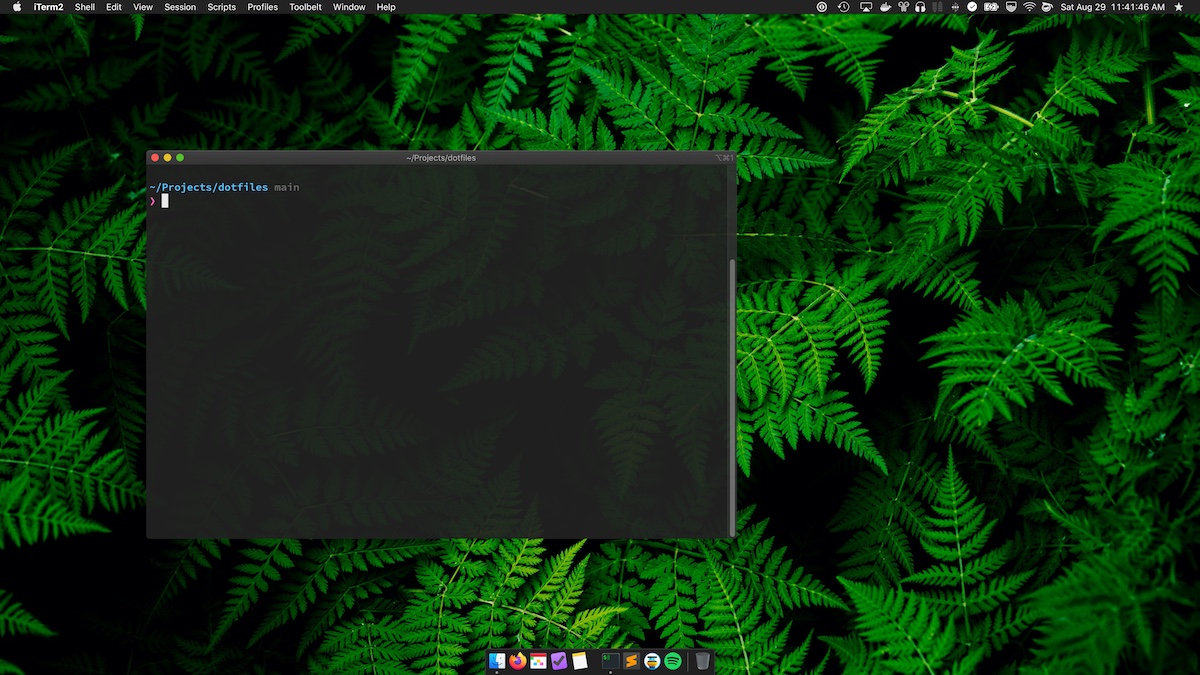 iTerm2 Shell Edit View Session Scripts Profiles Toolbelt Window Help Sat Aug 29 11:41:46 AM
~/Projects/dotfiles ⌥⌘1
~/Projects/dotfiles main
❯